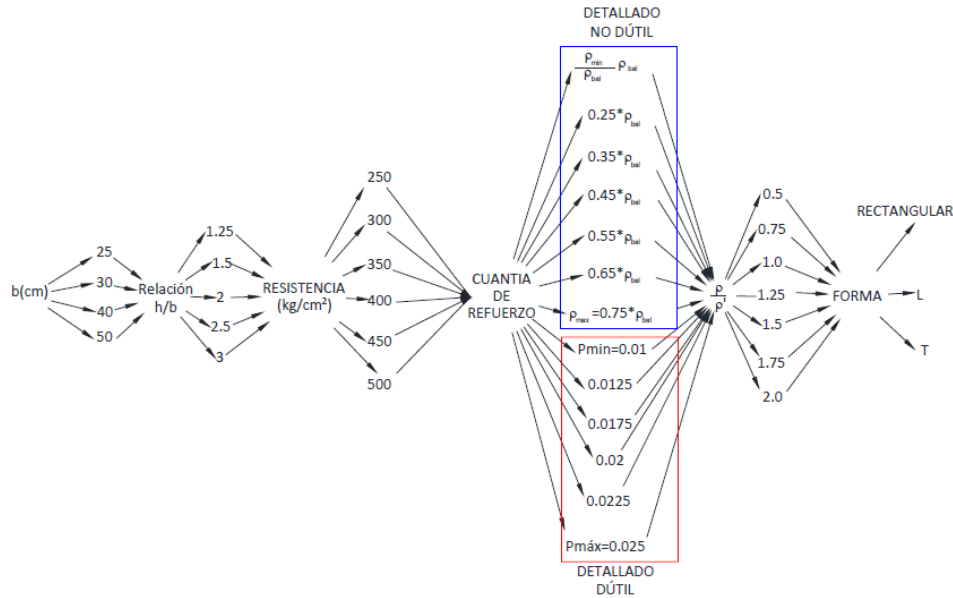 DETALLADO
NO DÚTIL
ρmin
ρbal
ρbal
0.25*ρbal
0.35*ρbal
0.45*ρbal
0.55*ρbal
0.65*ρbal
ρmax=0.75*ρbal
Pmin=0.01
0.0125
0.0175
0.02
0.0225
Pmáx=0.025
DETALLADO
DÚTIL
b(cm)
25
30
40
50
Relación
h/b
1.25
1.5
2
2.5
3
RESISTENCIA
(kg/cm²)
250
300
350
400
450
500
CUANTIA
DE
REFUERZO
ρ
ρ'
0.5
0.75
1.0
1.25
1.5
1.75
2.0
FORMA
RECTANGULAR
L
T